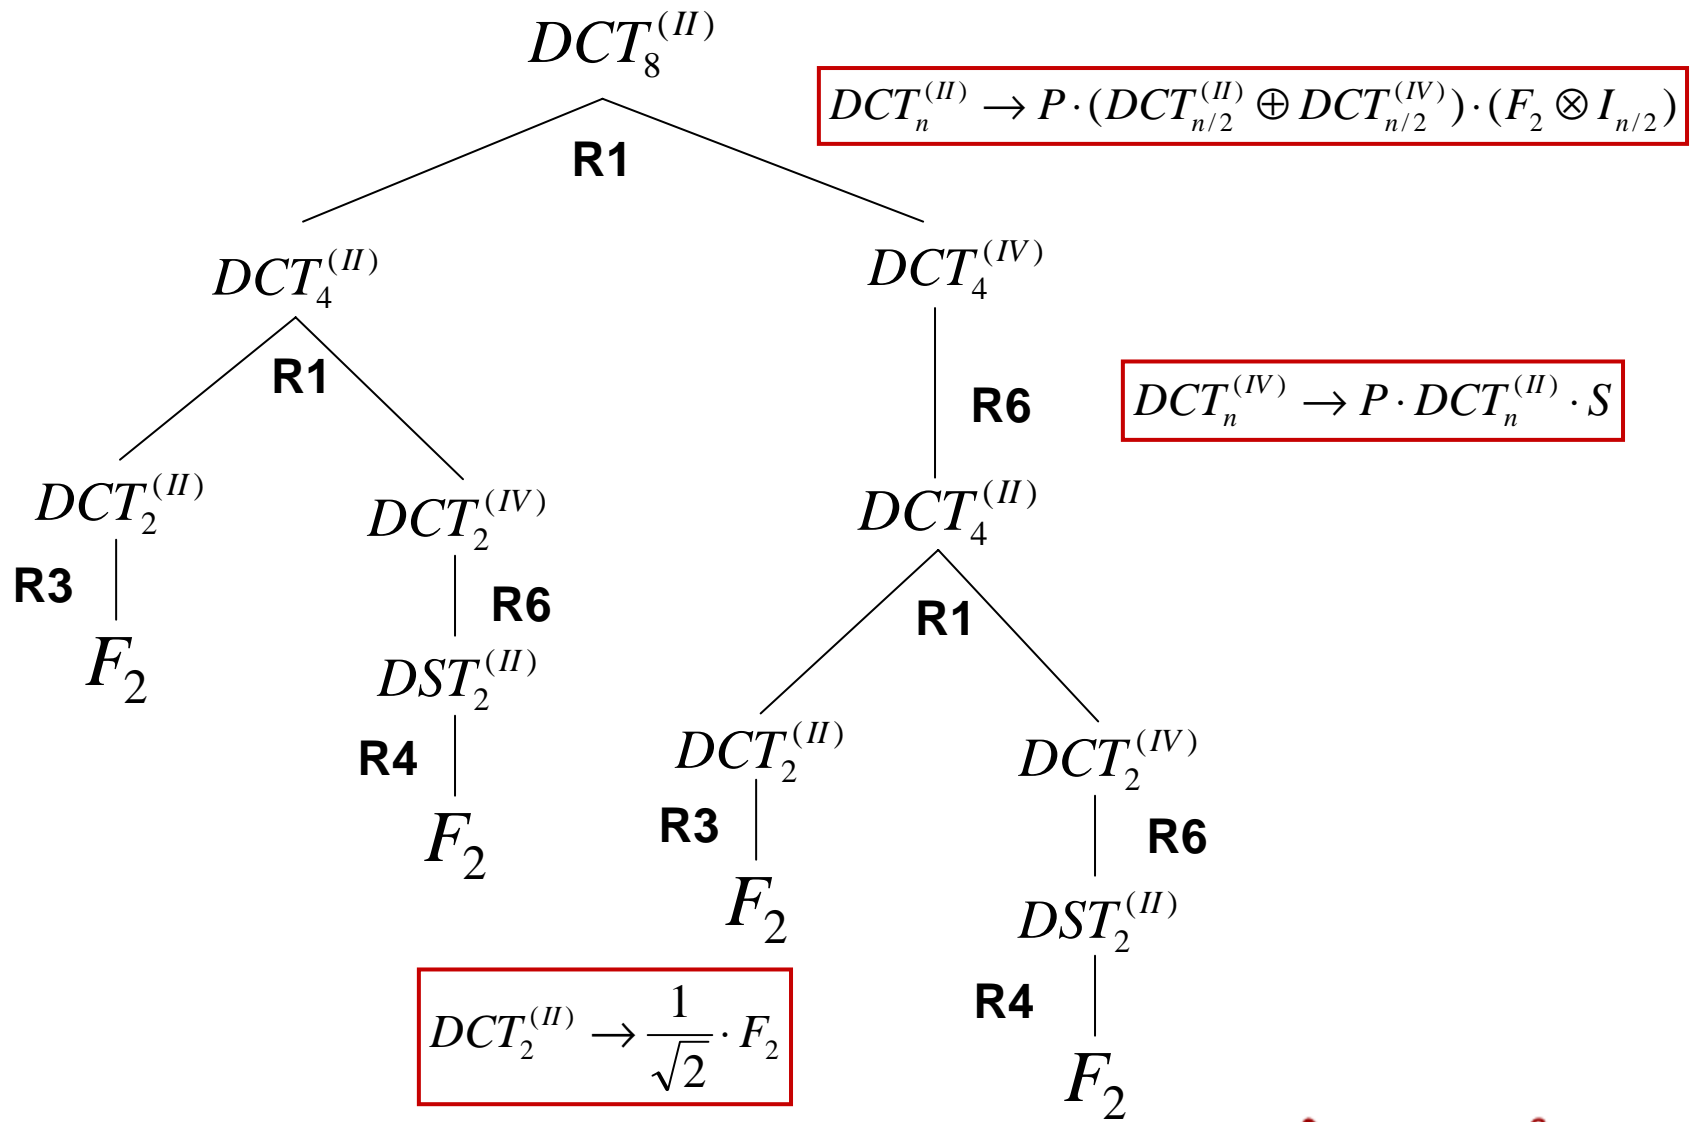 DCT_8^(II)
DCT_n^(II) → P · (DCT_{n/2}^(II) ⊕ DCT_{n/2}^(IV)) · (F_2 ⊗ I_{n/2})
R1
DCT_4^(II)
DCT_4^(IV)
R1
R6
DCT_n^(IV) → P · DCT_n^(II) · S
DCT_2^(II)
DCT_2^(IV)
DCT_4^(II)
R3
R6
R1
F_2
DST_2^(II)
R4
DCT_2^(II)
DCT_2^(IV)
F_2
R3
R6
F_2
DST_2^(II)
DCT_2^(II) → 1/√2 · F_2
R4
F_2